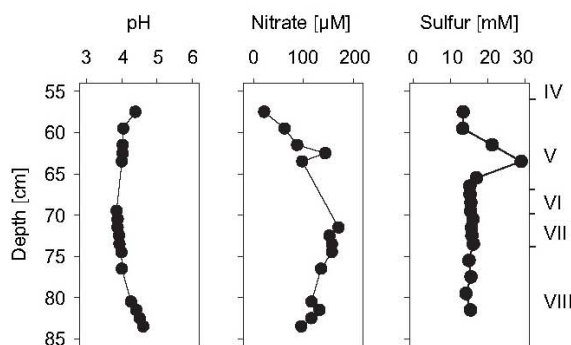 pH
Nitrate [µM]
Sulfur [mM]
3 4 5 6
0 100 200
0 10 20 30
Depth [cm]
55
60
65
70
75
80
85
IV
V
VI
VII
VIII